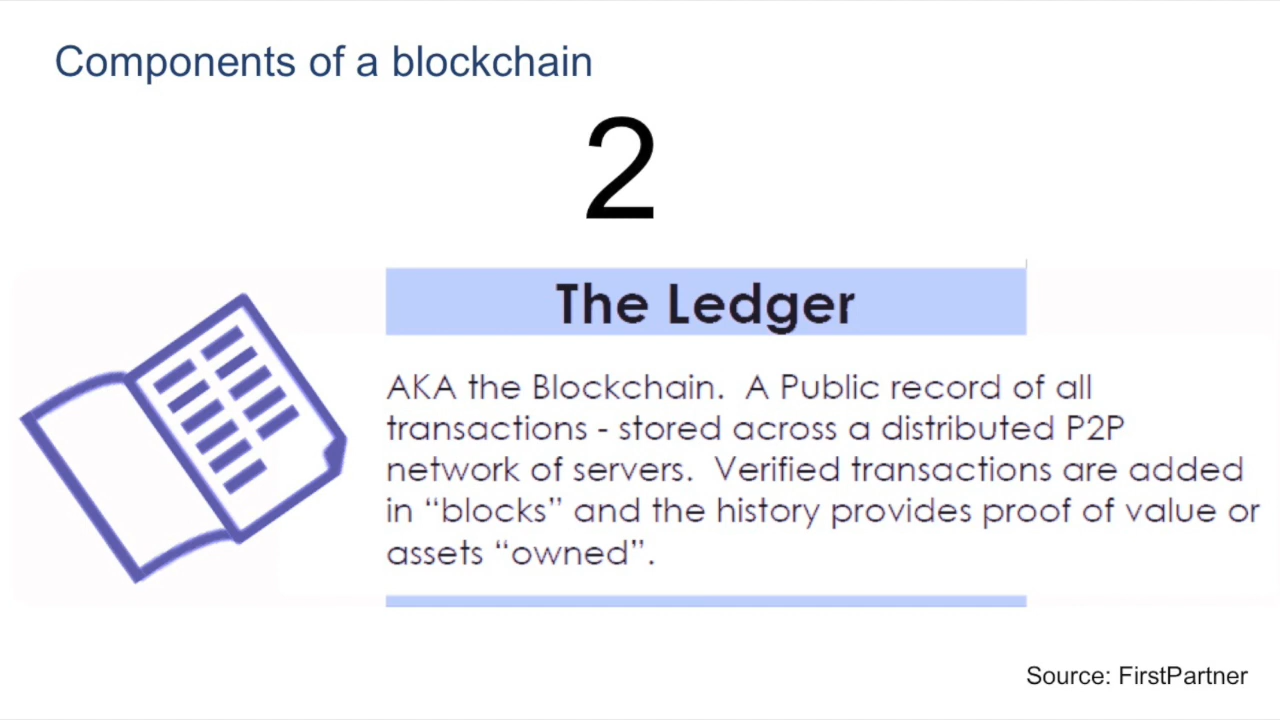 Components of a blockchain
2
The Ledger
AKA the Blockchain.  A Public record of all
transactions - stored across a distributed P2P
network of servers.  Verified transactions are added
in “blocks” and the history provides proof of value or
assets “owned”.
Source: FirstPartner